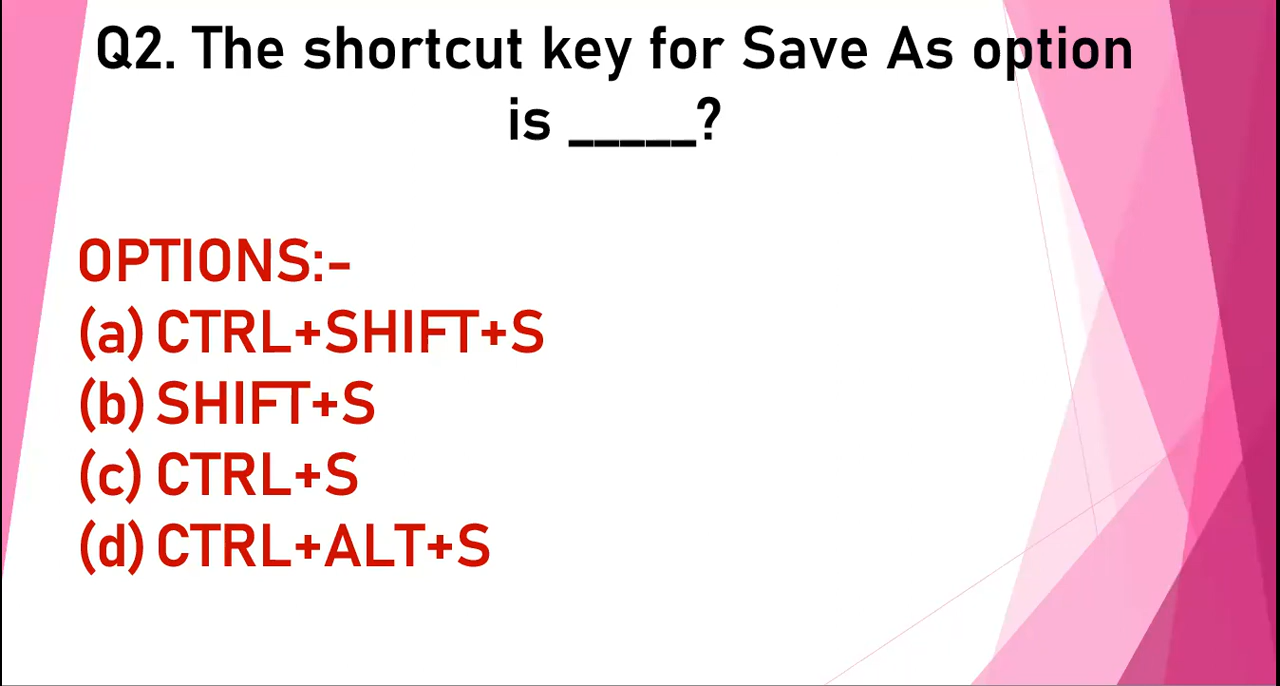 Q2. The shortcut key for Save As option
is _____?
OPTIONS:-
(a) CTRL+SHIFT+S
(b) SHIFT+S
(c) CTRL+S
(d) CTRL+ALT+S